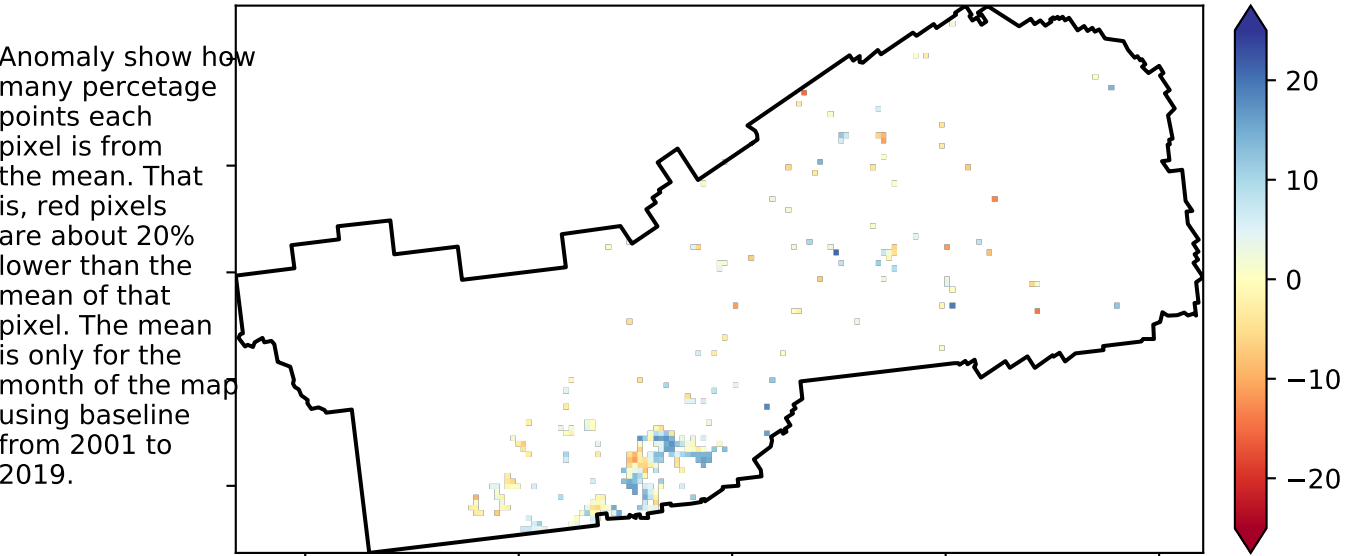 Anomaly show how
many percetage
points each
pixel is from
the mean. That
is, red pixels
are about 20%
lower than the
mean of that
pixel. The mean
is only for the
month of the map
using baseline
from 2001 to
2019.
20
10
0
−10
−20